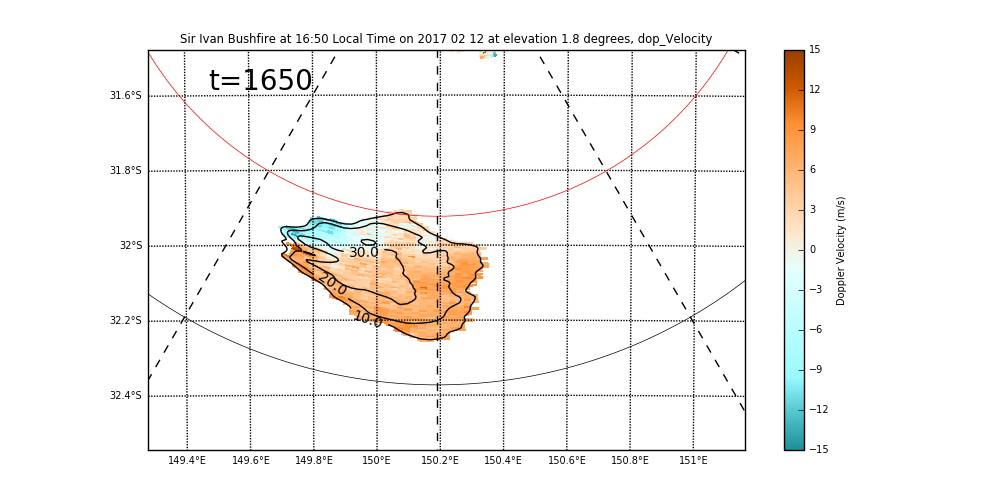 Sir Ivan Bushfire at 16:50 Local Time on 2017 02 12 at elevation 1.8 degrees, dop_Velocity
t=1650
31.6°S
31.8°S
32°S
32.2°S
32.4°S
30.0
20.0
10.0
149.4°E 149.6°E 149.8°E 150°E 150.2°E 150.4°E 150.6°E 150.8°E 151°E
15
12
9
6
3
0
−3
−6
−9
−12
−15
Doppler Velocity (m/s)